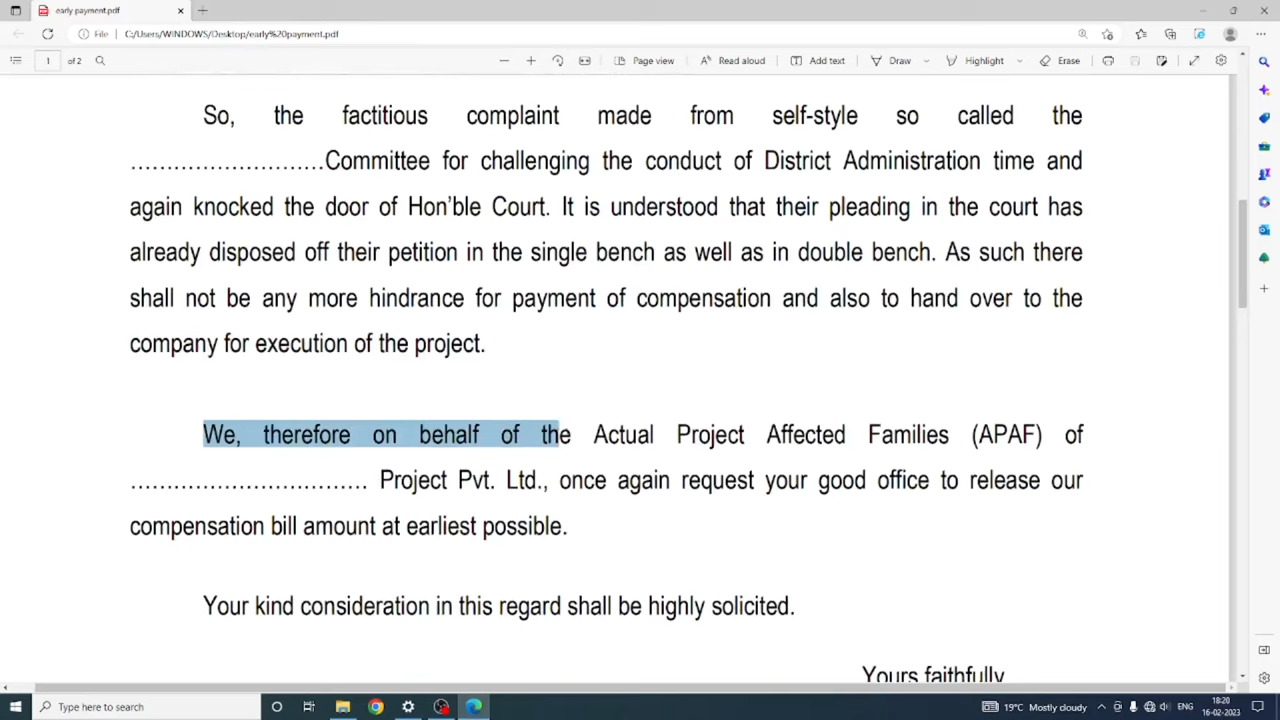 early payment.pdf
File C:/Users/WINDOWS/Desktop/early%20payment.pdf
1 of 2 Page view Read aloud Add text Draw Highlight Erase
So, the factitious complaint made from self-style so called the
………………………Committee for challenging the conduct of District Administration time and
again knocked the door of Hon’ble Court. It is understood that their pleading in the court has
already disposed off their petition in the single bench as well as in double bench. As such there
shall not be any more hindrance for payment of compensation and also to hand over to the
company for execution of the project.
We, therefore on behalf of the Actual Project Affected Families (APAF) of
…………………………… Project Pvt. Ltd., once again request your good office to release our
compensation bill amount at earliest possible.
Your kind consideration in this regard shall be highly solicited.
Yours faithfully
Type here to search 19°C Mostly cloudy ENG 18:20
16-02-2023